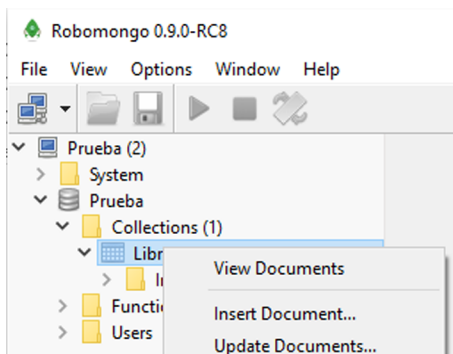 Robomongo 0.9.0-RC8
File View Options Window Help
Prueba (2)
System
Prueba
Collections (1)
View Documents
Insert Document...
Users
Update Documents...